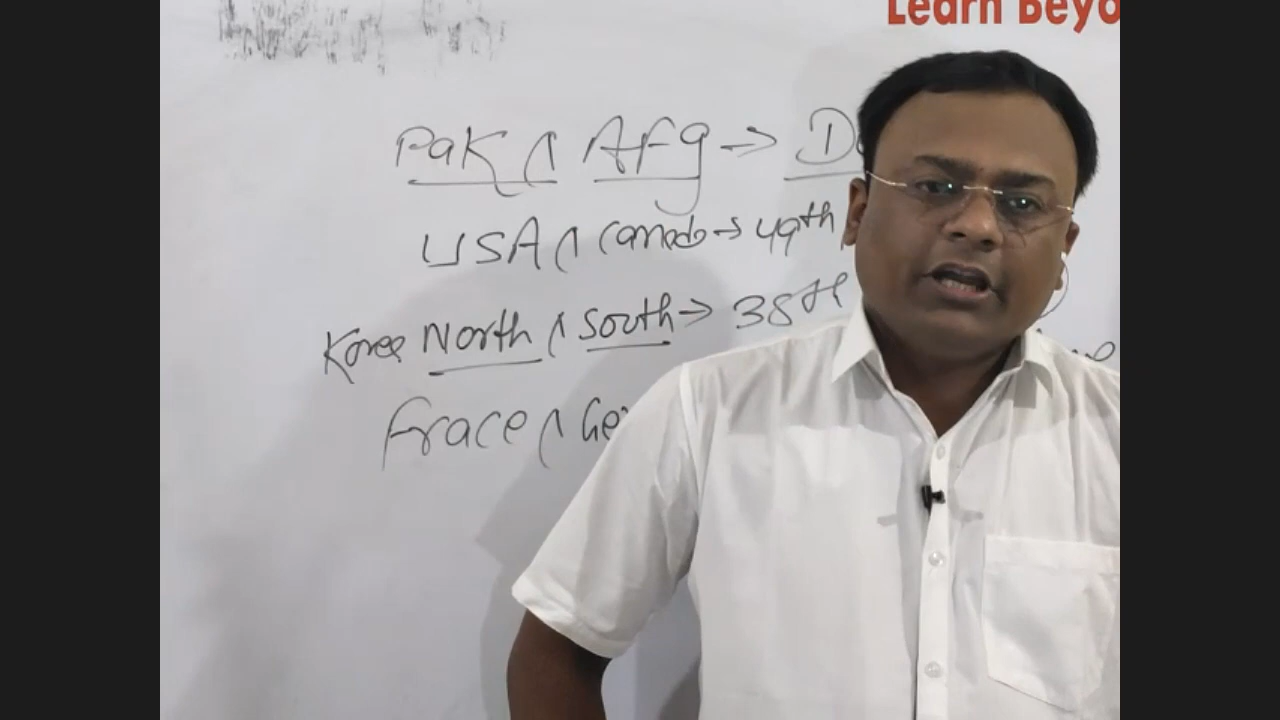 Learn Beyo
Pak / Afg → D
USA / Canada → 49th
Korea North / South → 38th
Frace / Ge